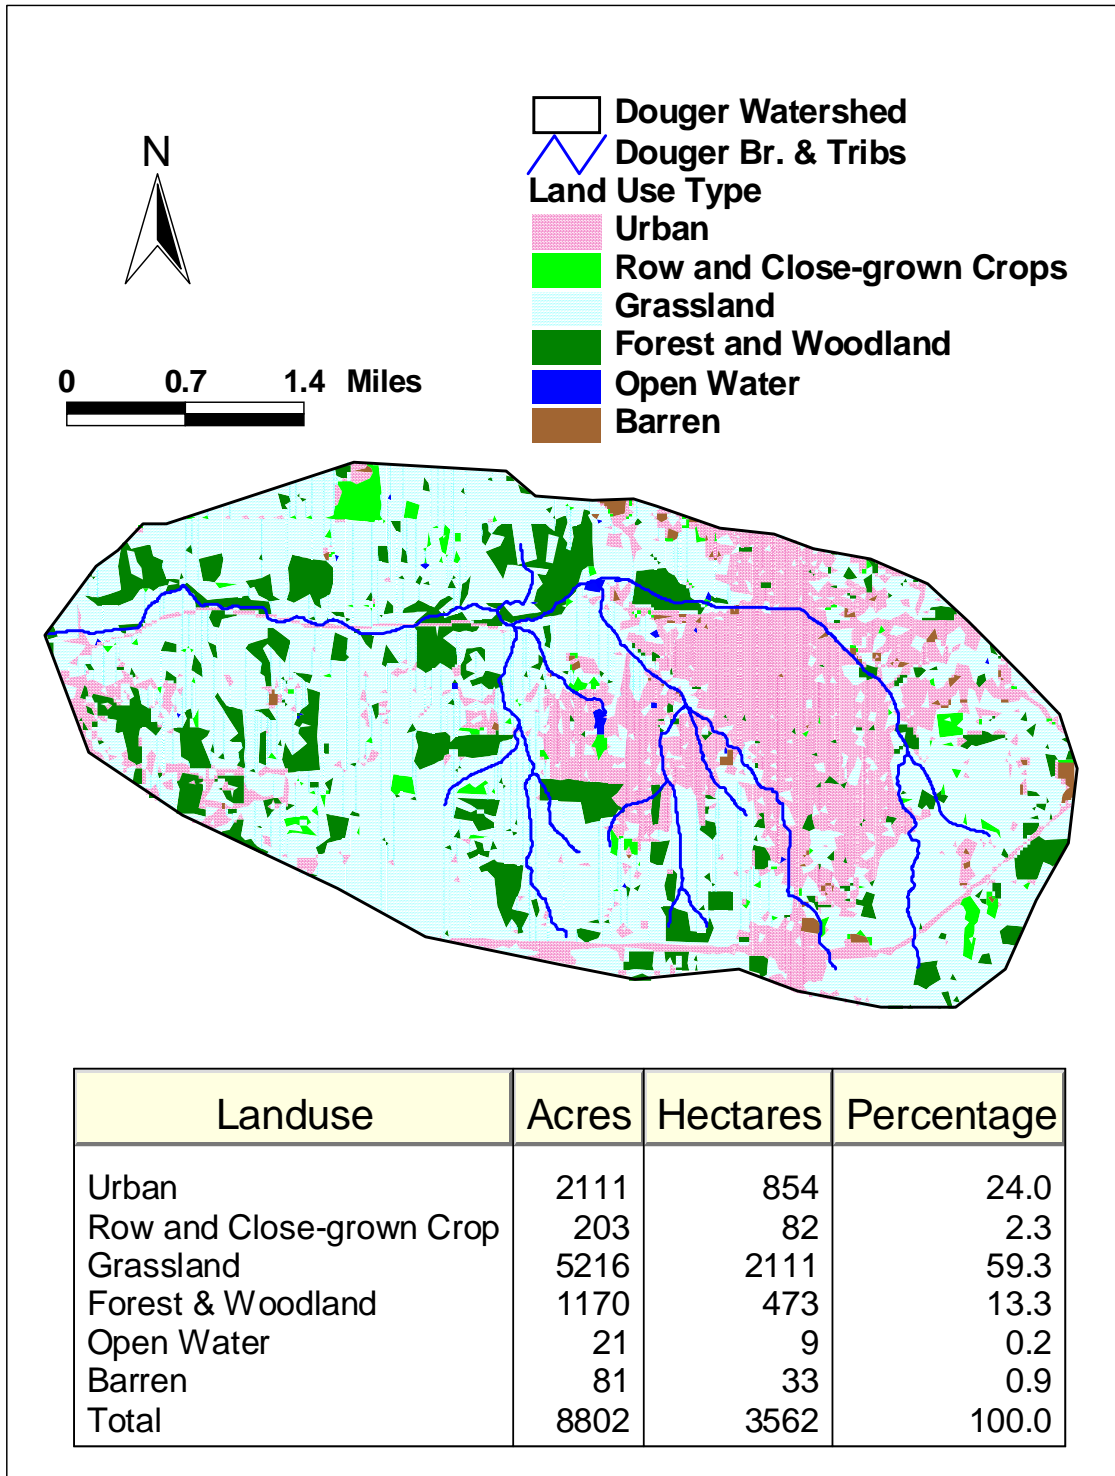 N
0 0.7 1.4 Miles
Douger Watershed
Douger Br. & Tribs
Land Use Type
Urban
Row and Close-grown Crops
Grassland
Forest and Woodland
Open Water
Barren
Landuse Acres Hectares Percentage
Urban 2111 854 24.0
Row and Close-grown Crop 203 82 2.3
Grassland 5216 2111 59.3
Forest & Woodland 1170 473 13.3
Open Water 21 9 0.2
Barren 81 33 0.9
Total 8802 3562 100.0